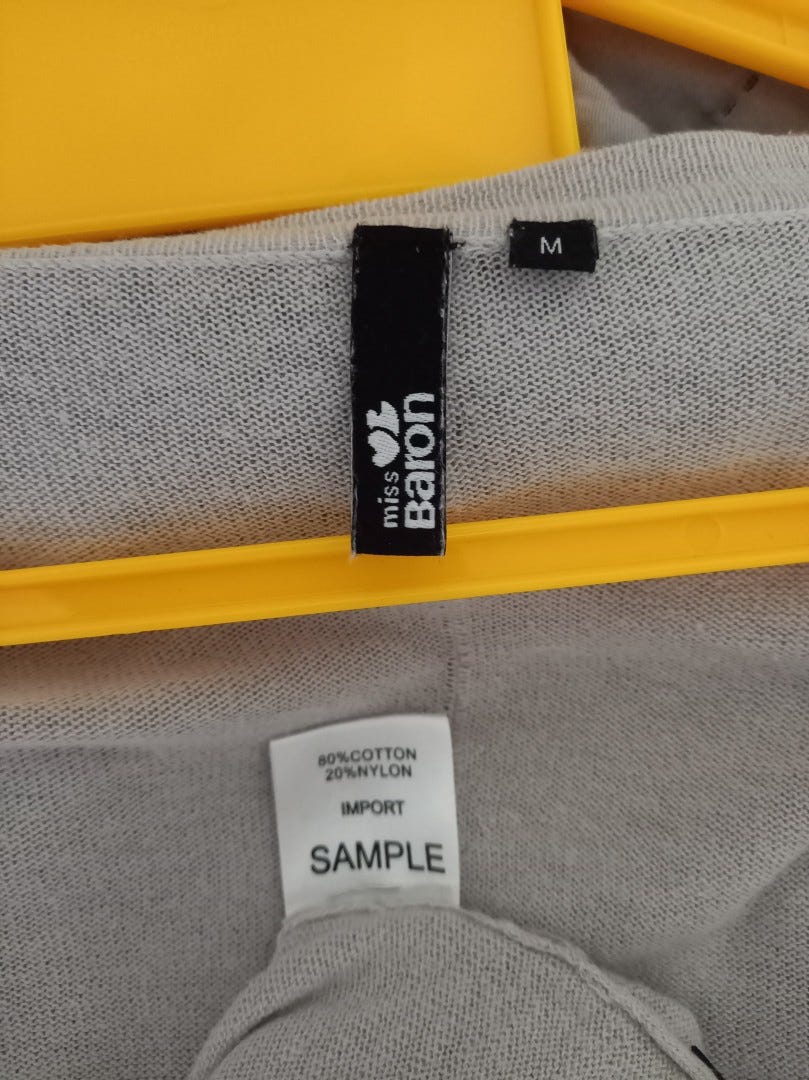 M
miss
Baron
80%COTTON
20%NYLON
IMPORT
SAMPLE